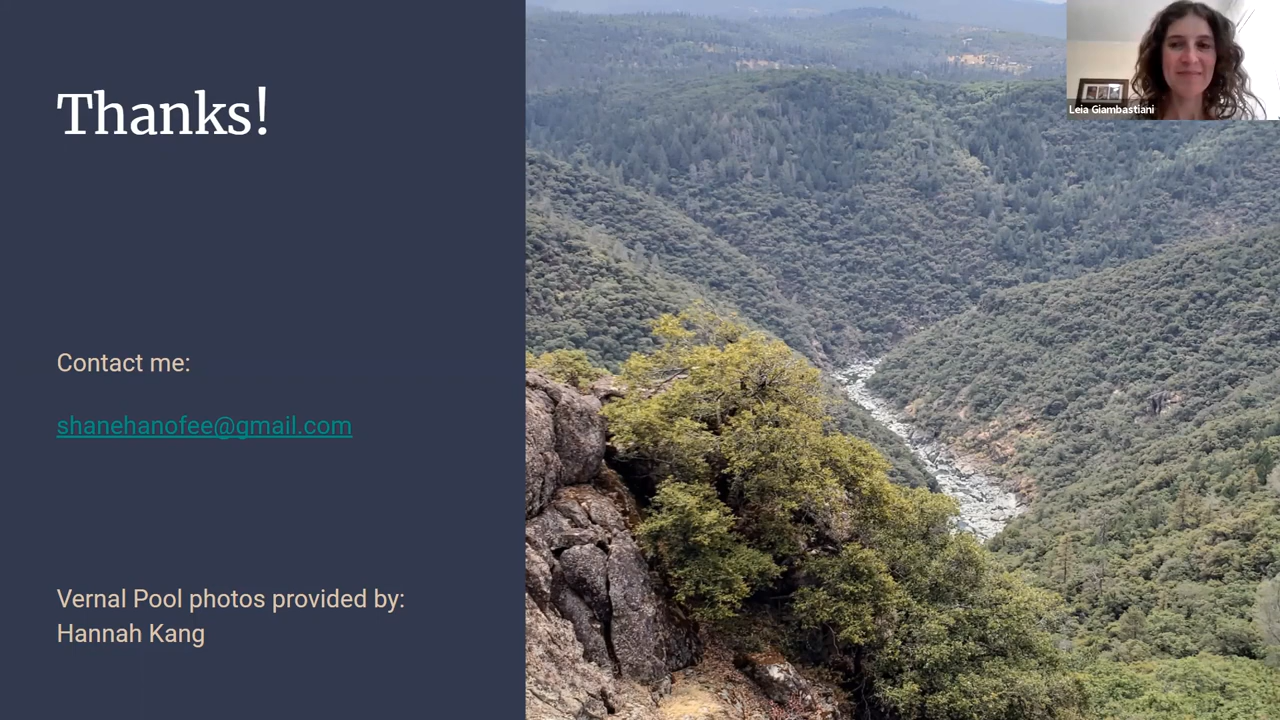 Thanks!
Leia Giambastiani
Contact me:
shanehanofee@gmail.com
Vernal Pool photos provided by:
Hannah Kang